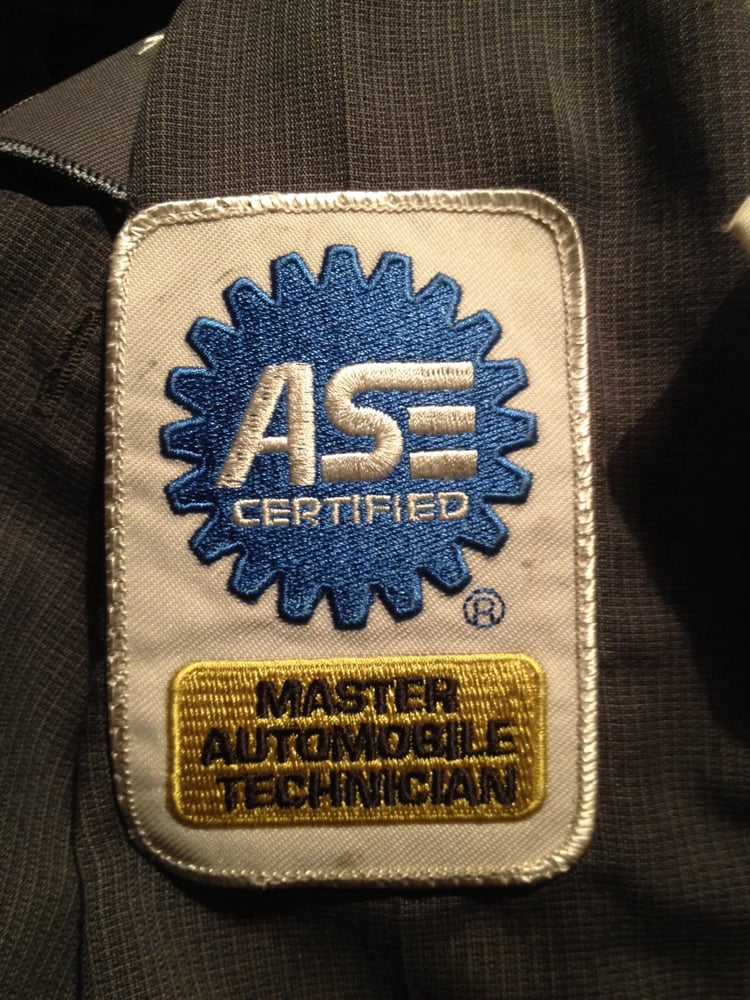 ASE
CERTIFIED
®
MASTER
AUTOMOBILE
TECHNICIAN